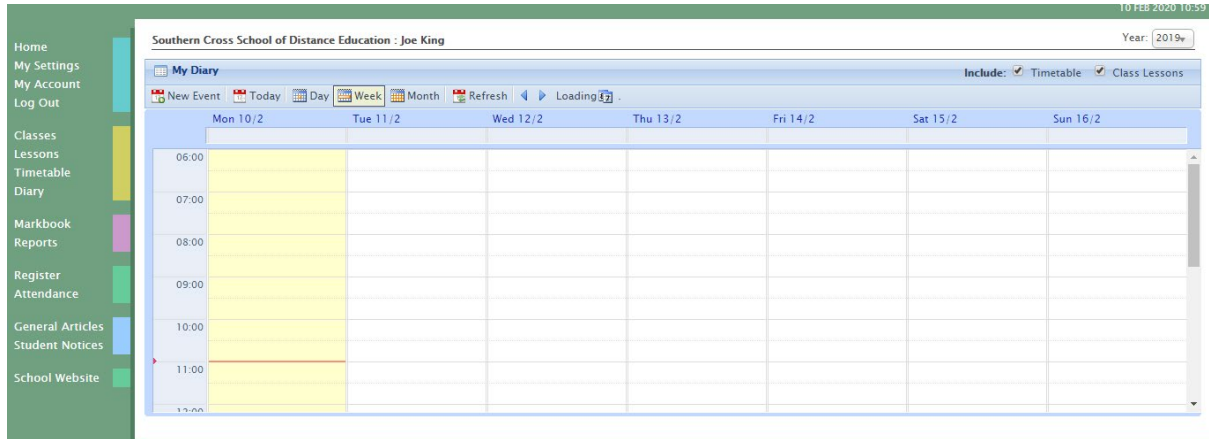 10 FEB 2020 10:59
Home
My Settings
My Account
Log Out
Classes
Lessons
Timetable
Diary
Markbook
Reports
Register
Attendance
General Articles
Student Notices
School Website
Southern Cross School of Distance Education : Joe King
Year: 2019
My Diary
Include: Timetable Class Lessons
New Event Today Day Week Month Refresh Loading .
Mon 10/2 Tue 11/2 Wed 12/2 Thu 13/2 Fri 14/2 Sat 15/2 Sun 16/2
06:00
07:00
08:00
09:00
10:00
11:00
12:00